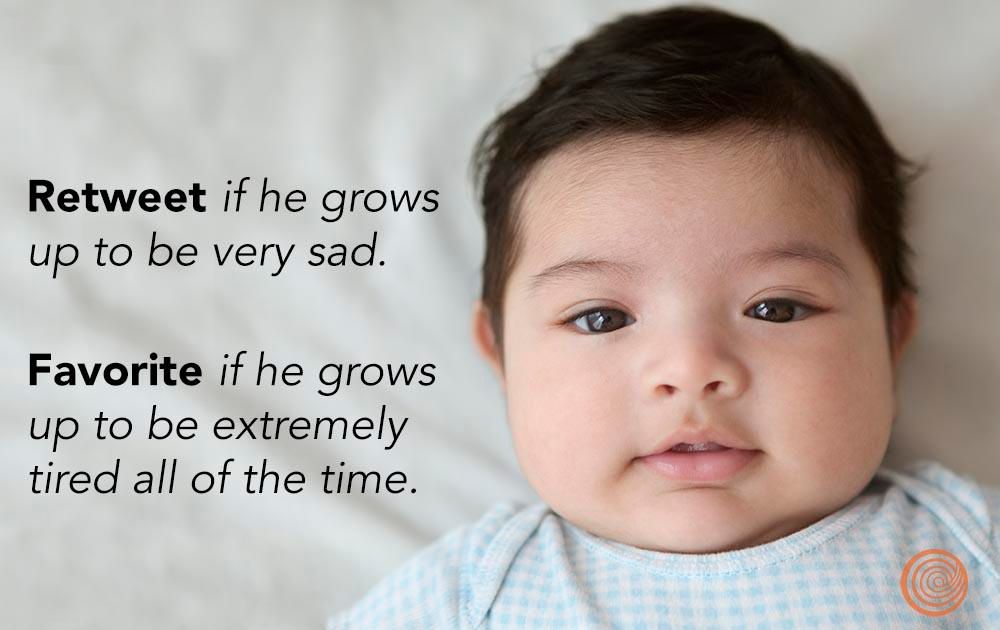 Retweet if he grows
up to be very sad.
Favorite if he grows
up to be extremely
tired all of the time.